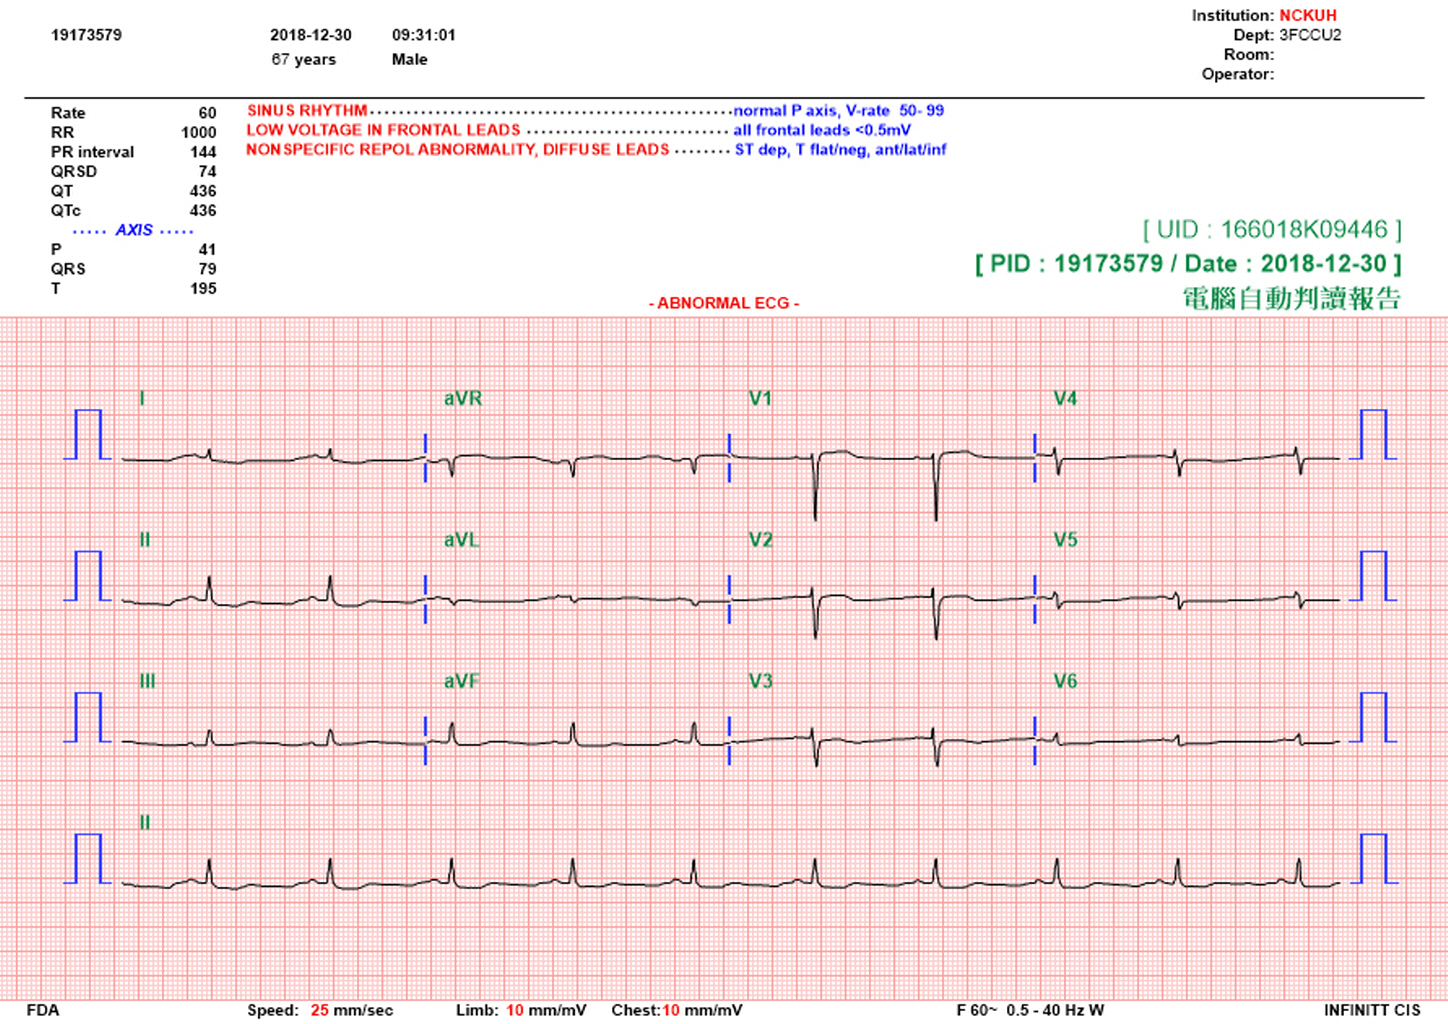 Institution: NCKUH
19173579 2018-12-30 09:31:01 Dept: 3FCCU2
67 years Male Room:
Operator:
Rate 60 SINUS RHYTHM normal P axis, V-rate 50- 99
RR 1000 LOW VOLTAGE IN FRONTAL LEADS all frontal leads <0.5mV
PR interval 144 NONSPECIFIC REPOL ABNORMALITY, DIFFUSE LEADS ST dep, T flat/neg, ant/lat/inf
QRSD 74
QT 436
QTc 436
AXIS
[ UID : 166018K09446 ]
P 41
QRS 79
[ PID : 19173579 / Date : 2018-12-30 ]
T 195
電腦自動判讀報告
- ABNORMAL ECG -
I aVR V1 V4
II aVL V2 V5
III aVF V3 V6
II
FDA Speed: 25 mm/sec Limb: 10 mm/mV Chest:10 mm/mV F 60~ 0.5 - 40 Hz W INFINITT CIS